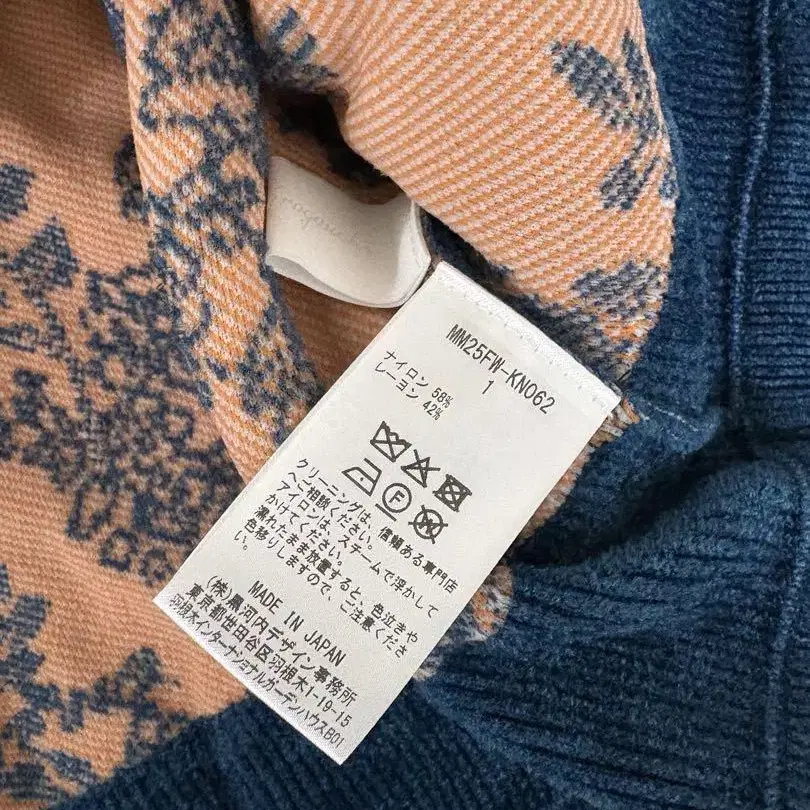 MM25FW-KN062
1
ナイロン 58%
レーヨン 42%
F
クリーニングは、信頼ある専門店
へご相談ください。
アイロンは、スチームで浮かして
かけてください。
濡れたまま放置すると、色泣きや
色移りしますので、ご注意くださ
い。
MADE IN JAPAN
(株)黒河内デザイン事務所
東京都世田谷区羽根木1-19-15
羽根木インターナショナルガーデンハウスB01